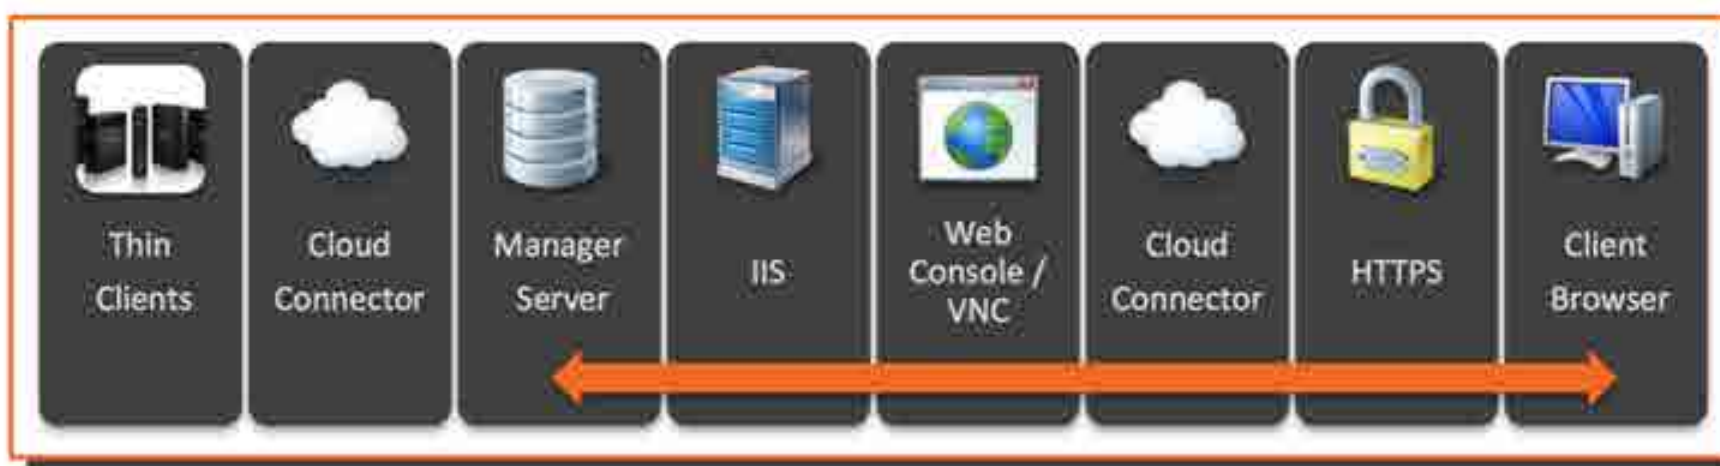 Thin
Clients
Cloud
Connector
Manager
Server
IIS
Web
Console /
VNC
Cloud
Connector
HTTPS
Client
Browser